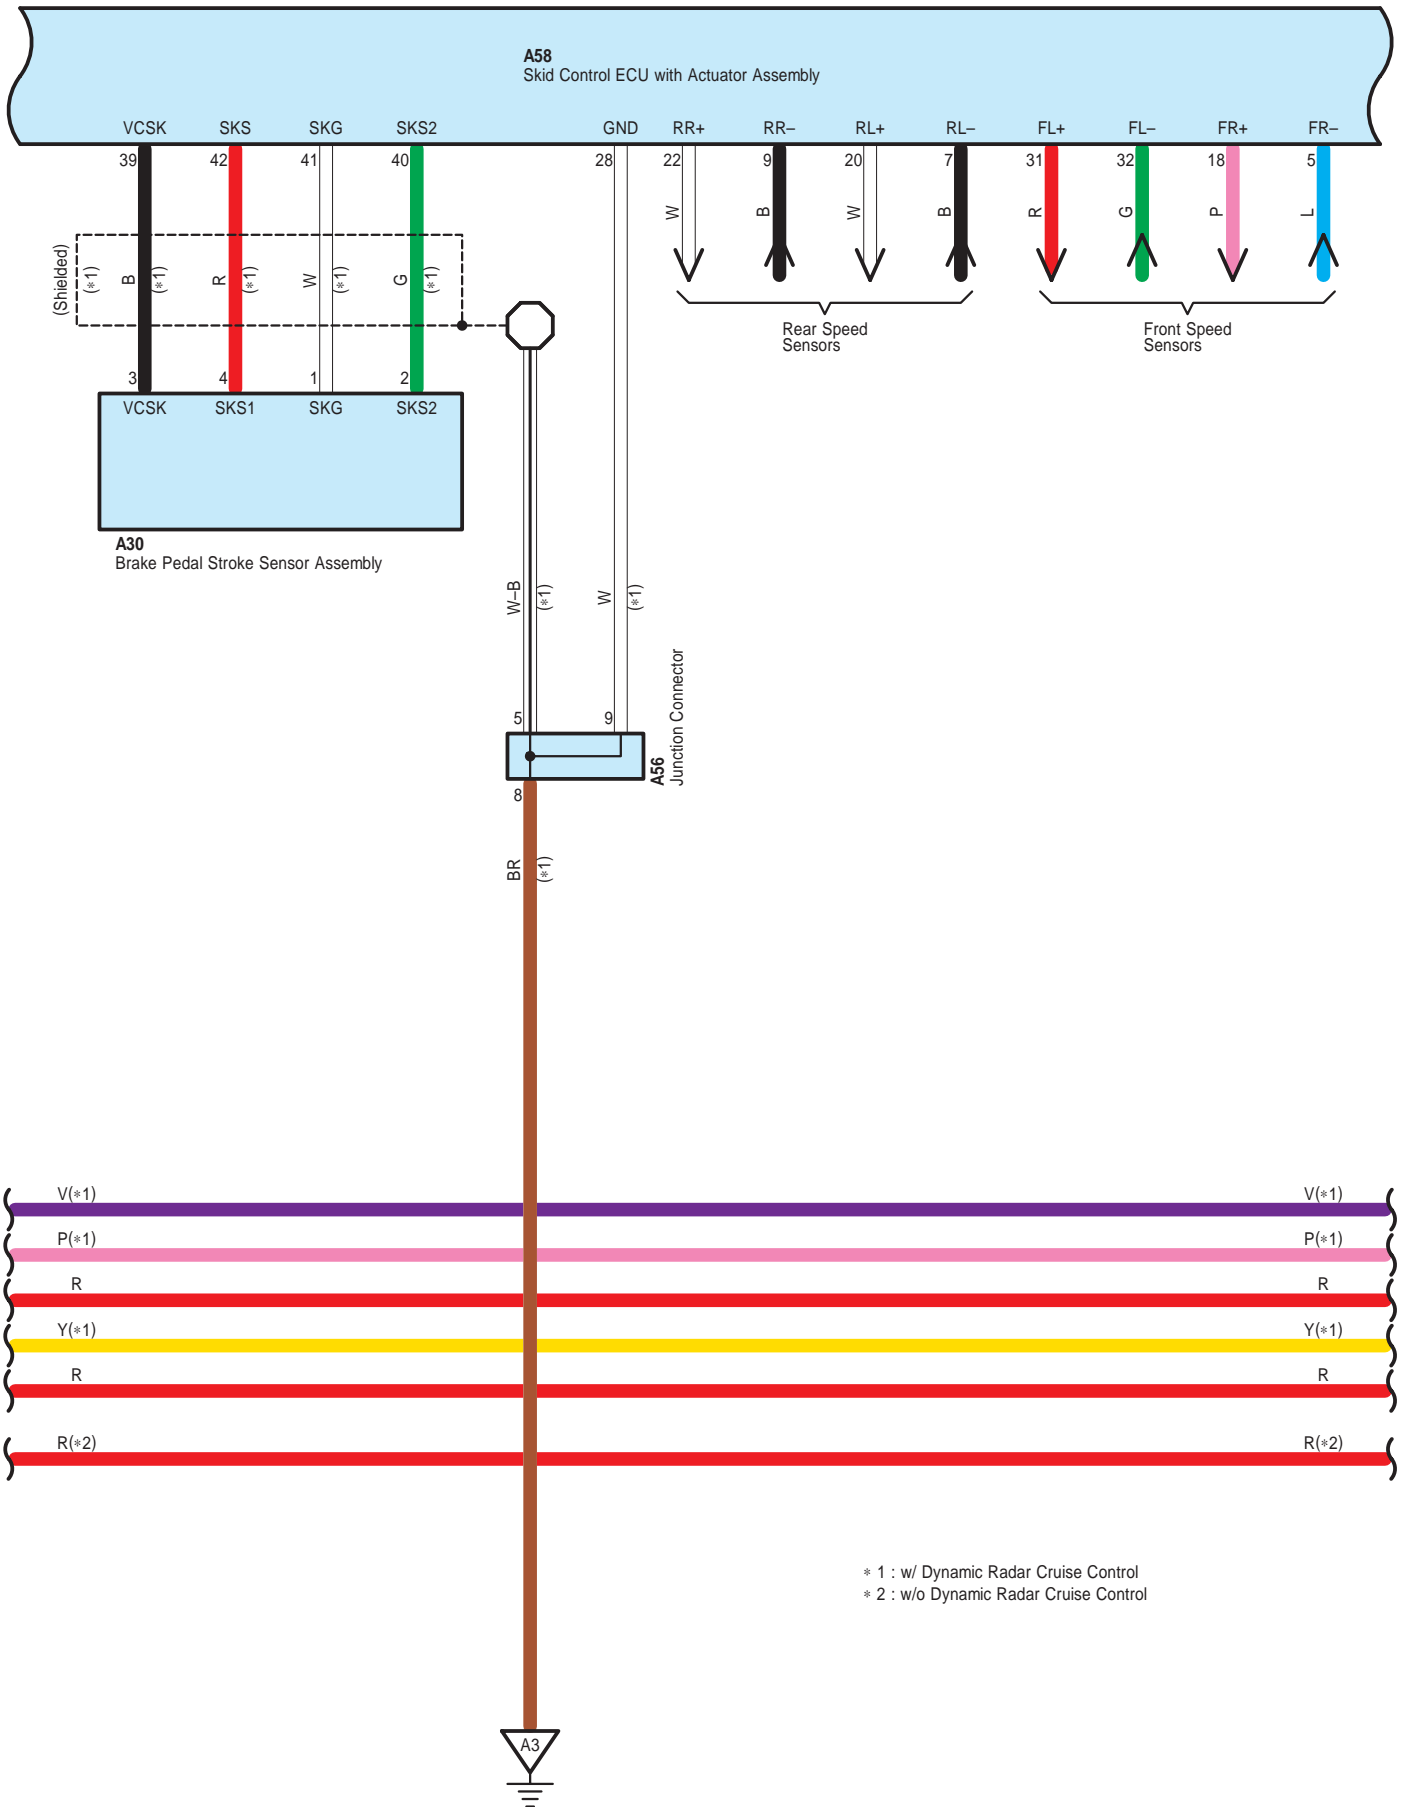 A58
Skid Control ECU with Actuator Assembly
VCSK SKS SKG SKS2 GND RR+ RR– RL+ RL– FL+ FL– FR+ FR–
39 42 41 40 28 22 9 20 7 31 32 18 5
W B W B R G P L
(Shielded)
(∗1) B (∗1) R (∗1) W (∗1) G (∗1)
Rear Speed
Sensors
Front Speed
Sensors
3 4 1 2
VCSK SKS1 SKG SKS2
A30
Brake Pedal Stroke Sensor Assembly
W–B (∗1) W (∗1)
5 9
A56
Junction Connector
8
BR (∗1)
V(∗1) V(∗1)
P(∗1) P(∗1)
R R
Y(∗1) Y(∗1)
R R
R(∗2) R(∗2)
∗ 1 : w/ Dynamic Radar Cruise Control
∗ 2 : w/o Dynamic Radar Cruise Control
A3